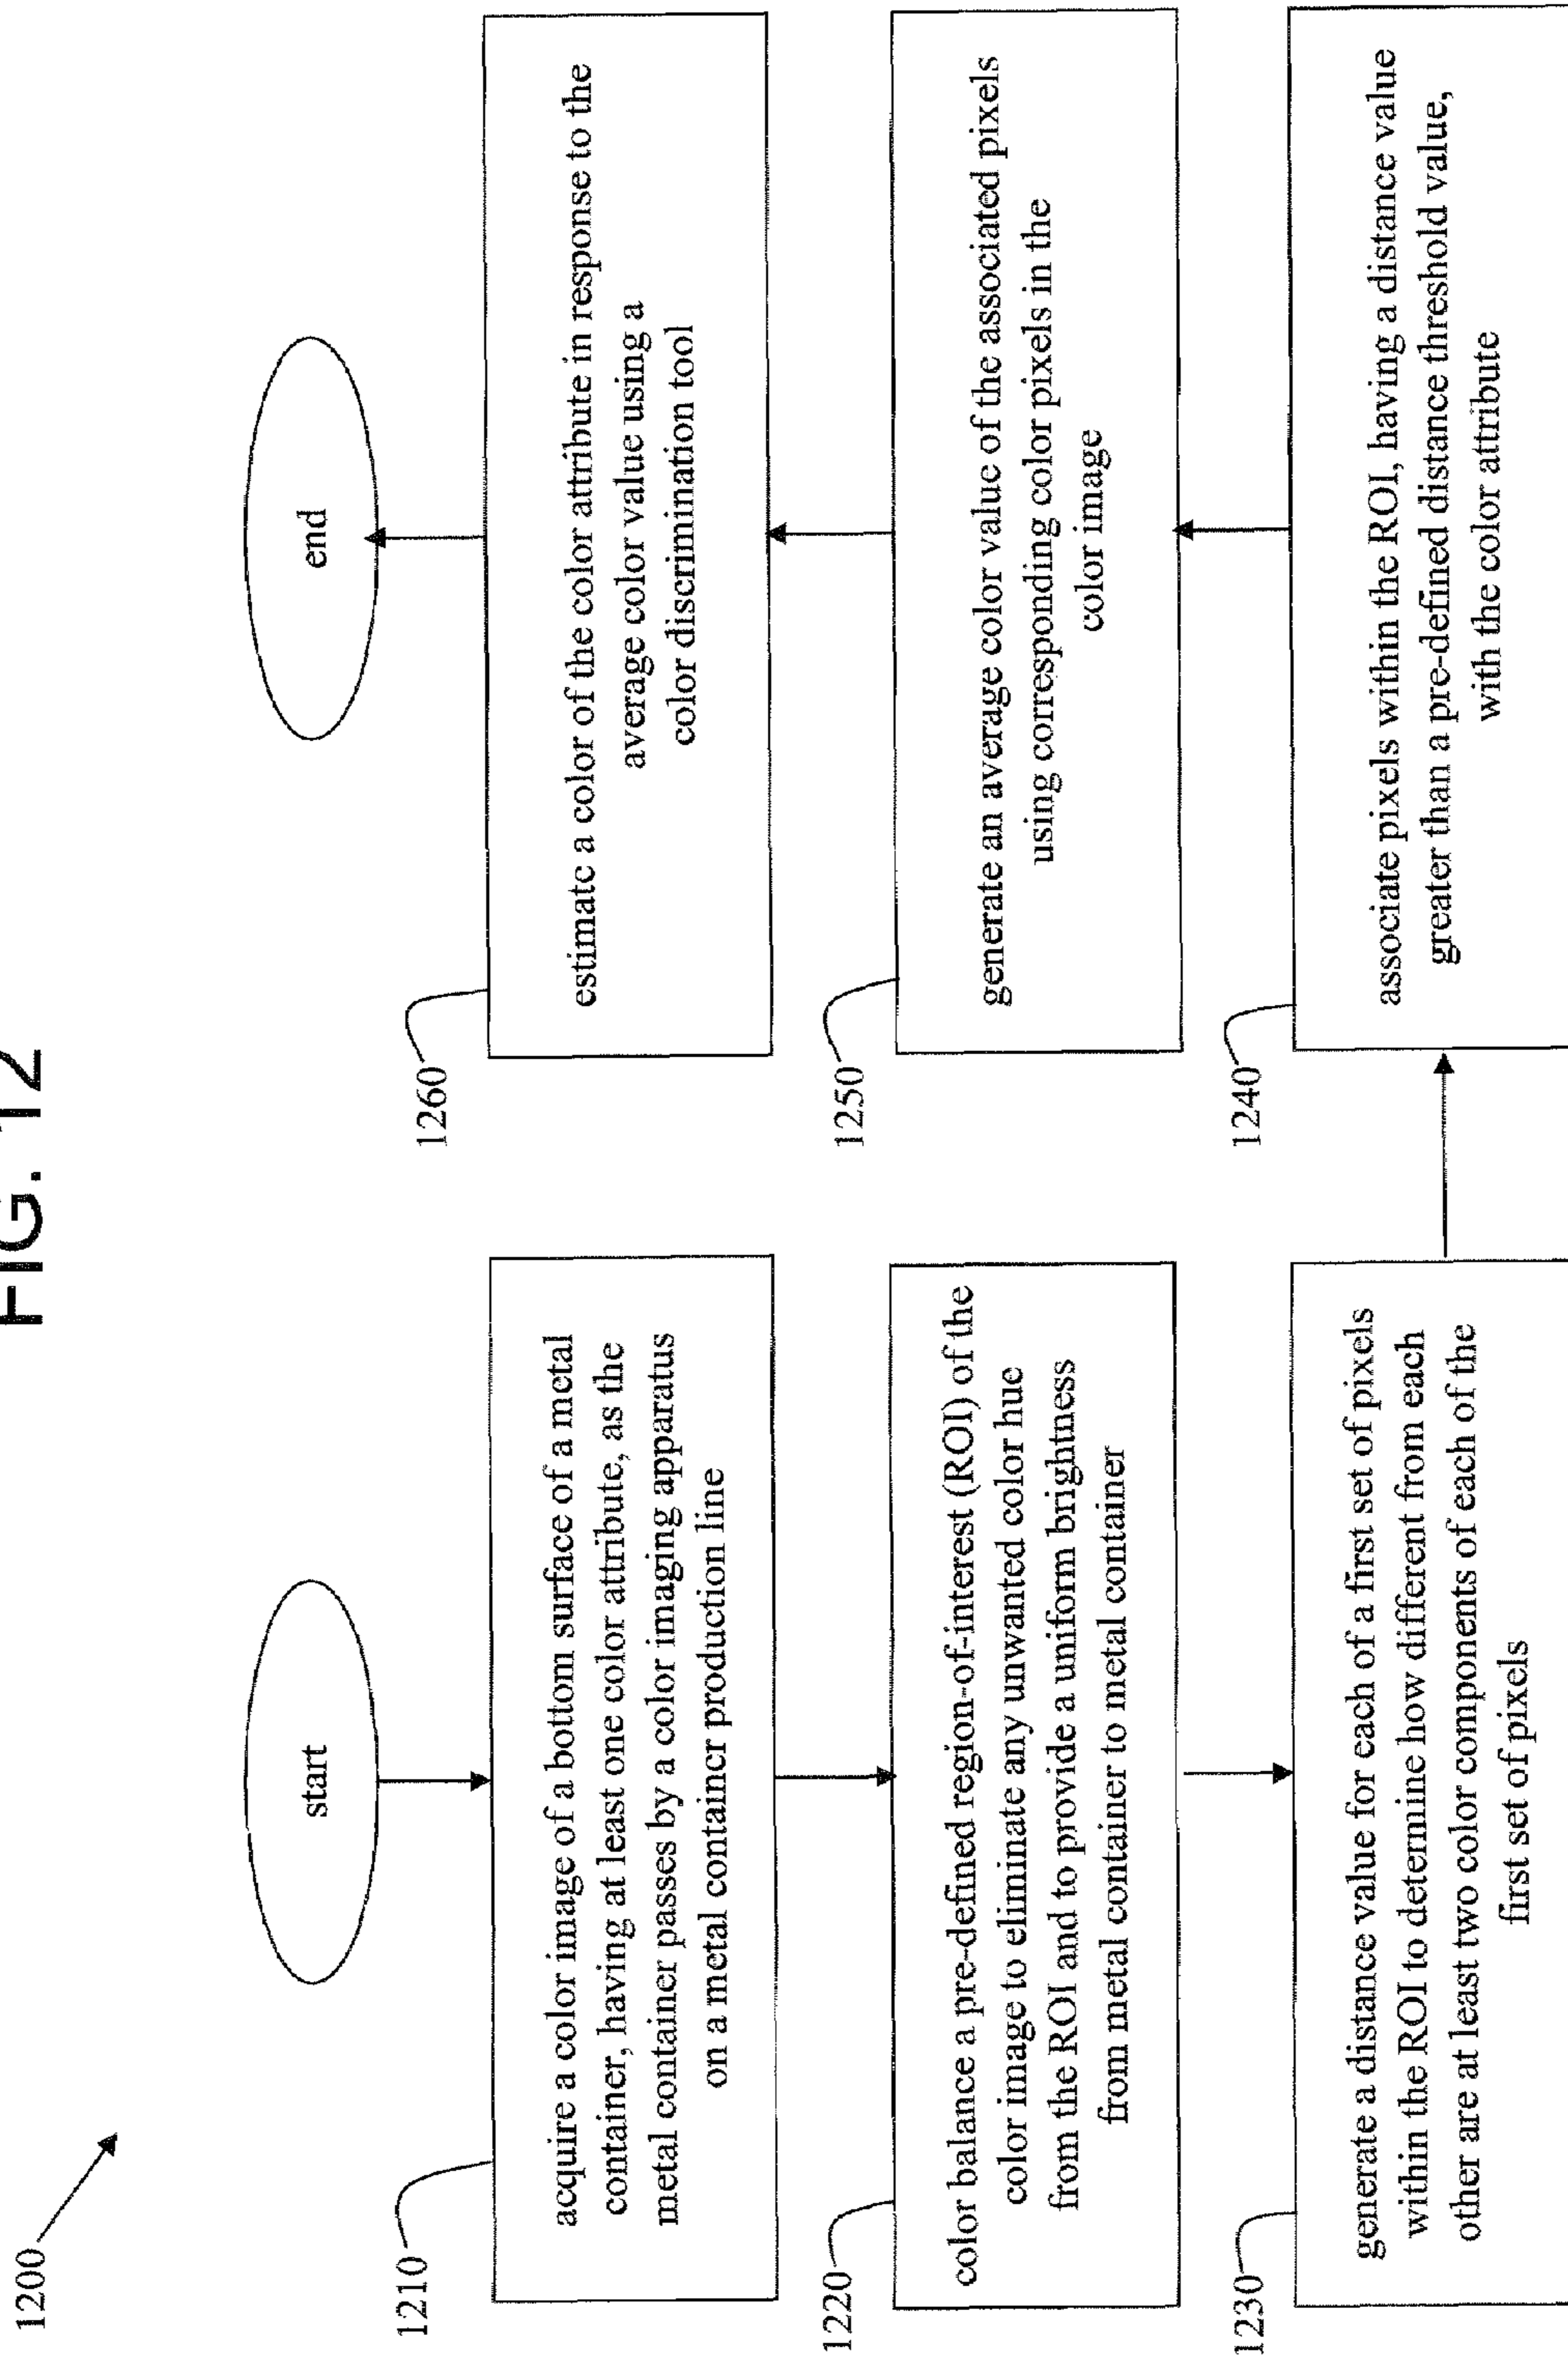 FIG. 12
1200
start
1210
acquire a color image of a bottom surface of a metal
container, having at least one color attribute, as the
metal container passes by a color imaging apparatus
on a metal container production line
1220
color balance a pre-defined region-of-interest (ROI) of the
color image to eliminate any unwanted color hue
from the ROI and to provide a uniform brightness
from metal container to metal container
1230
generate a distance value for each of a first set of pixels
within the ROI to determine how different from each
other are at least two color components of each of the
first set of pixels
1240
associate pixels within the ROI, having a distance value
greater than a pre-defined distance threshold value,
with the color attribute
1250
generate an average color value of the associated pixels
using corresponding color pixels in the
color image
1260
estimate a color of the color attribute in response to the
average color value using a
color discrimination tool
end